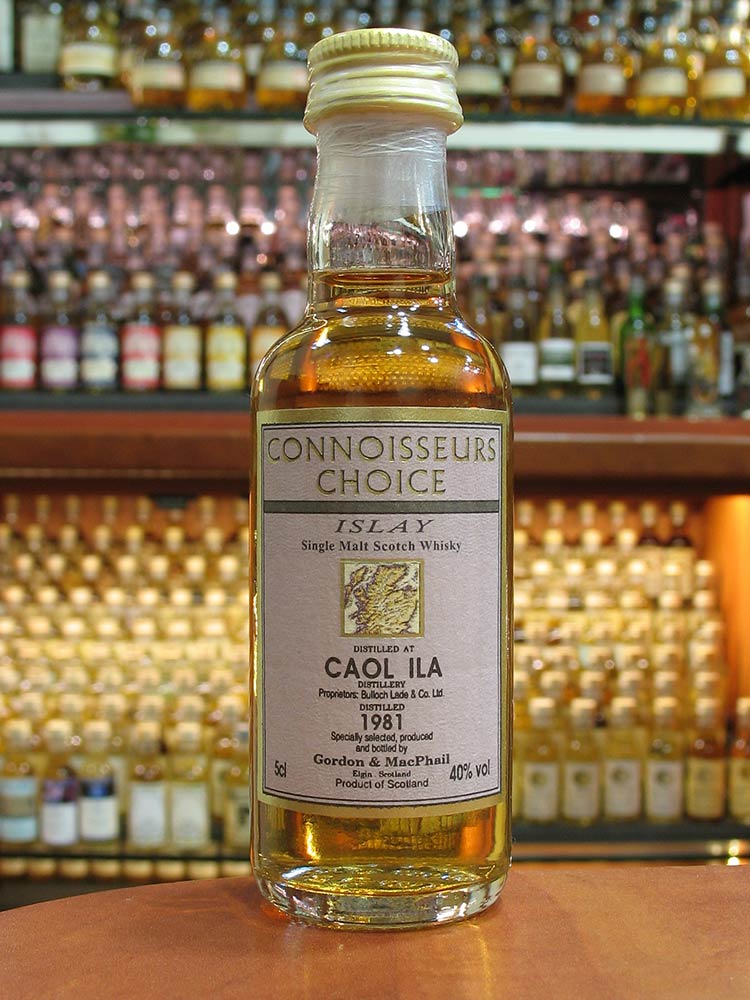 CONNOISSEURS
CHOICE
ISLAY
Single Malt Scotch Whisky
DISTILLED AT
CAOL ILA
DISTILLERY
Proprietors: Bulloch Lade & Co. Ltd.
DISTILLED
1981
Specially selected, produced
and bottled by
Gordon & MacPhail
Elgin . Scotland
5cl Product of Scotland 40% vol